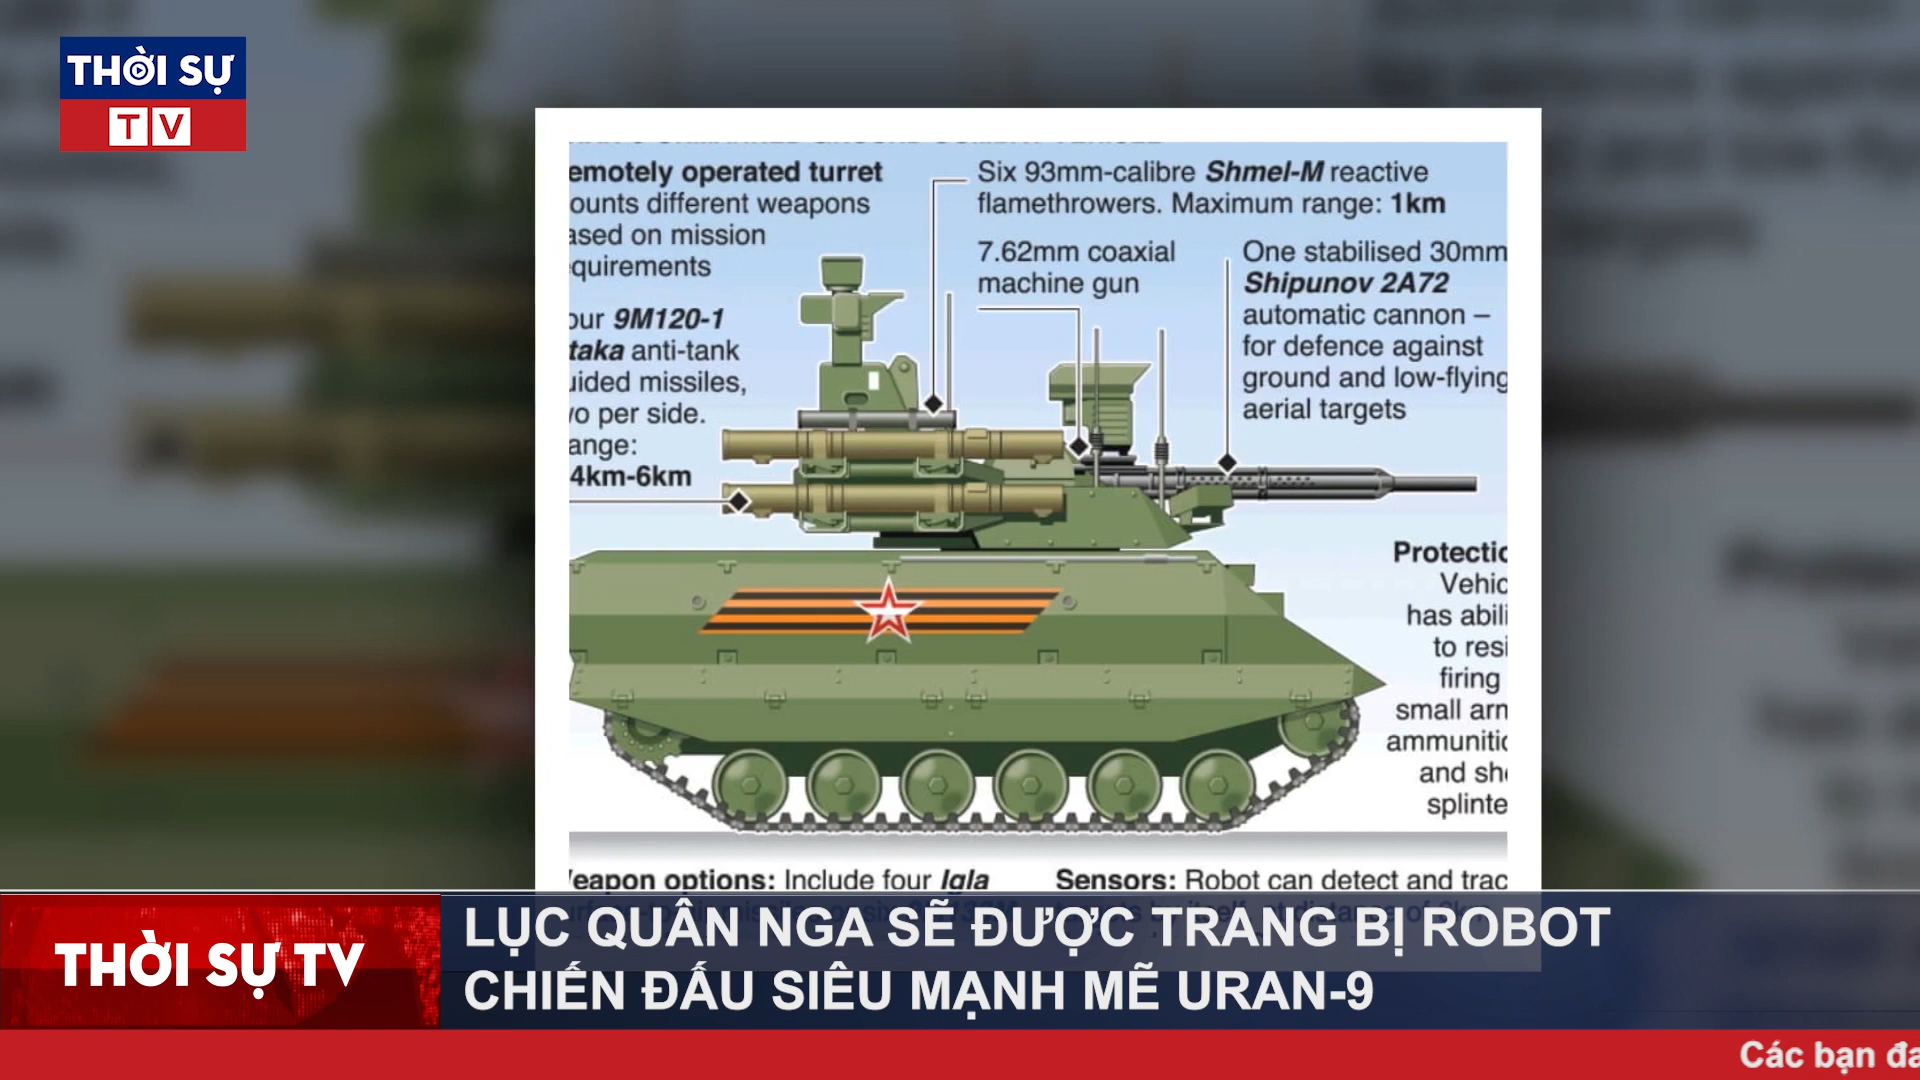 THỜI SỰ
TV
emotely operated turret
ounts different weapons
ased on mission
quirements
Six 93mm-calibre Shmel-M reactive
flamethrowers. Maximum range: 1km
7.62mm coaxial
machine gun
One stabilised 30mm
Shipunov 2A72
automatic cannon –
for defence against
ground and low-flying
aerial targets
our 9M120-1
taka anti-tank
uided missiles,
vo per side.
ange:
4km-6km
Protectio
Vehic
has abili
to resi
firing
small arn
ammunitio
and she
splinte
eapon options: Include four Igla
Sensors: Robot can detect and trac
THỜI SỰ TV
LỤC QUÂN NGA SẼ ĐƯỢC TRANG BỊ ROBOT
CHIẾN ĐẤU SIÊU MẠNH MẼ URAN-9
Các bạn đa